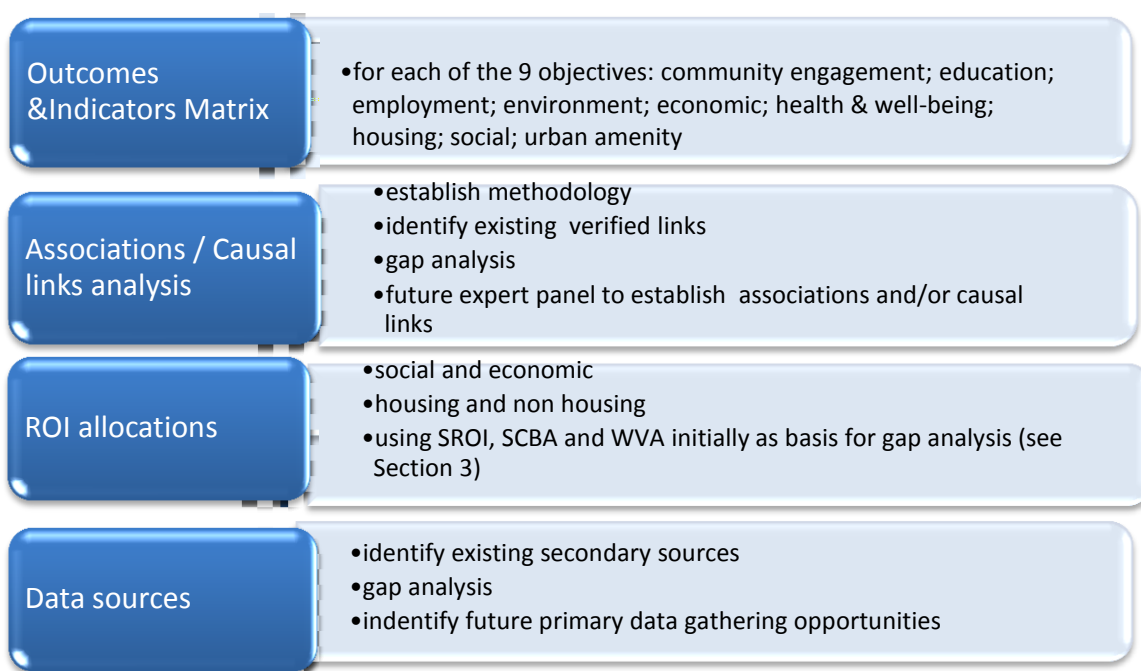 Outcomes
&Indicators Matrix
•for each of the 9 objectives: community engagement; education;
employment; environment; economic; health & well-being;
housing; social; urban amenity
Associations / Causal
links analysis
•establish methodology
•identify existing verified links
•gap analysis
•future expert panel to establish associations and/or causal
links
ROI allocations
•social and economic
•housing and non housing
•using SROI, SCBA and WVA initially as basis for gap analysis (see
Section 3)
Data sources
•identify existing secondary sources
•gap analysis
•indentify future primary data gathering opportunities